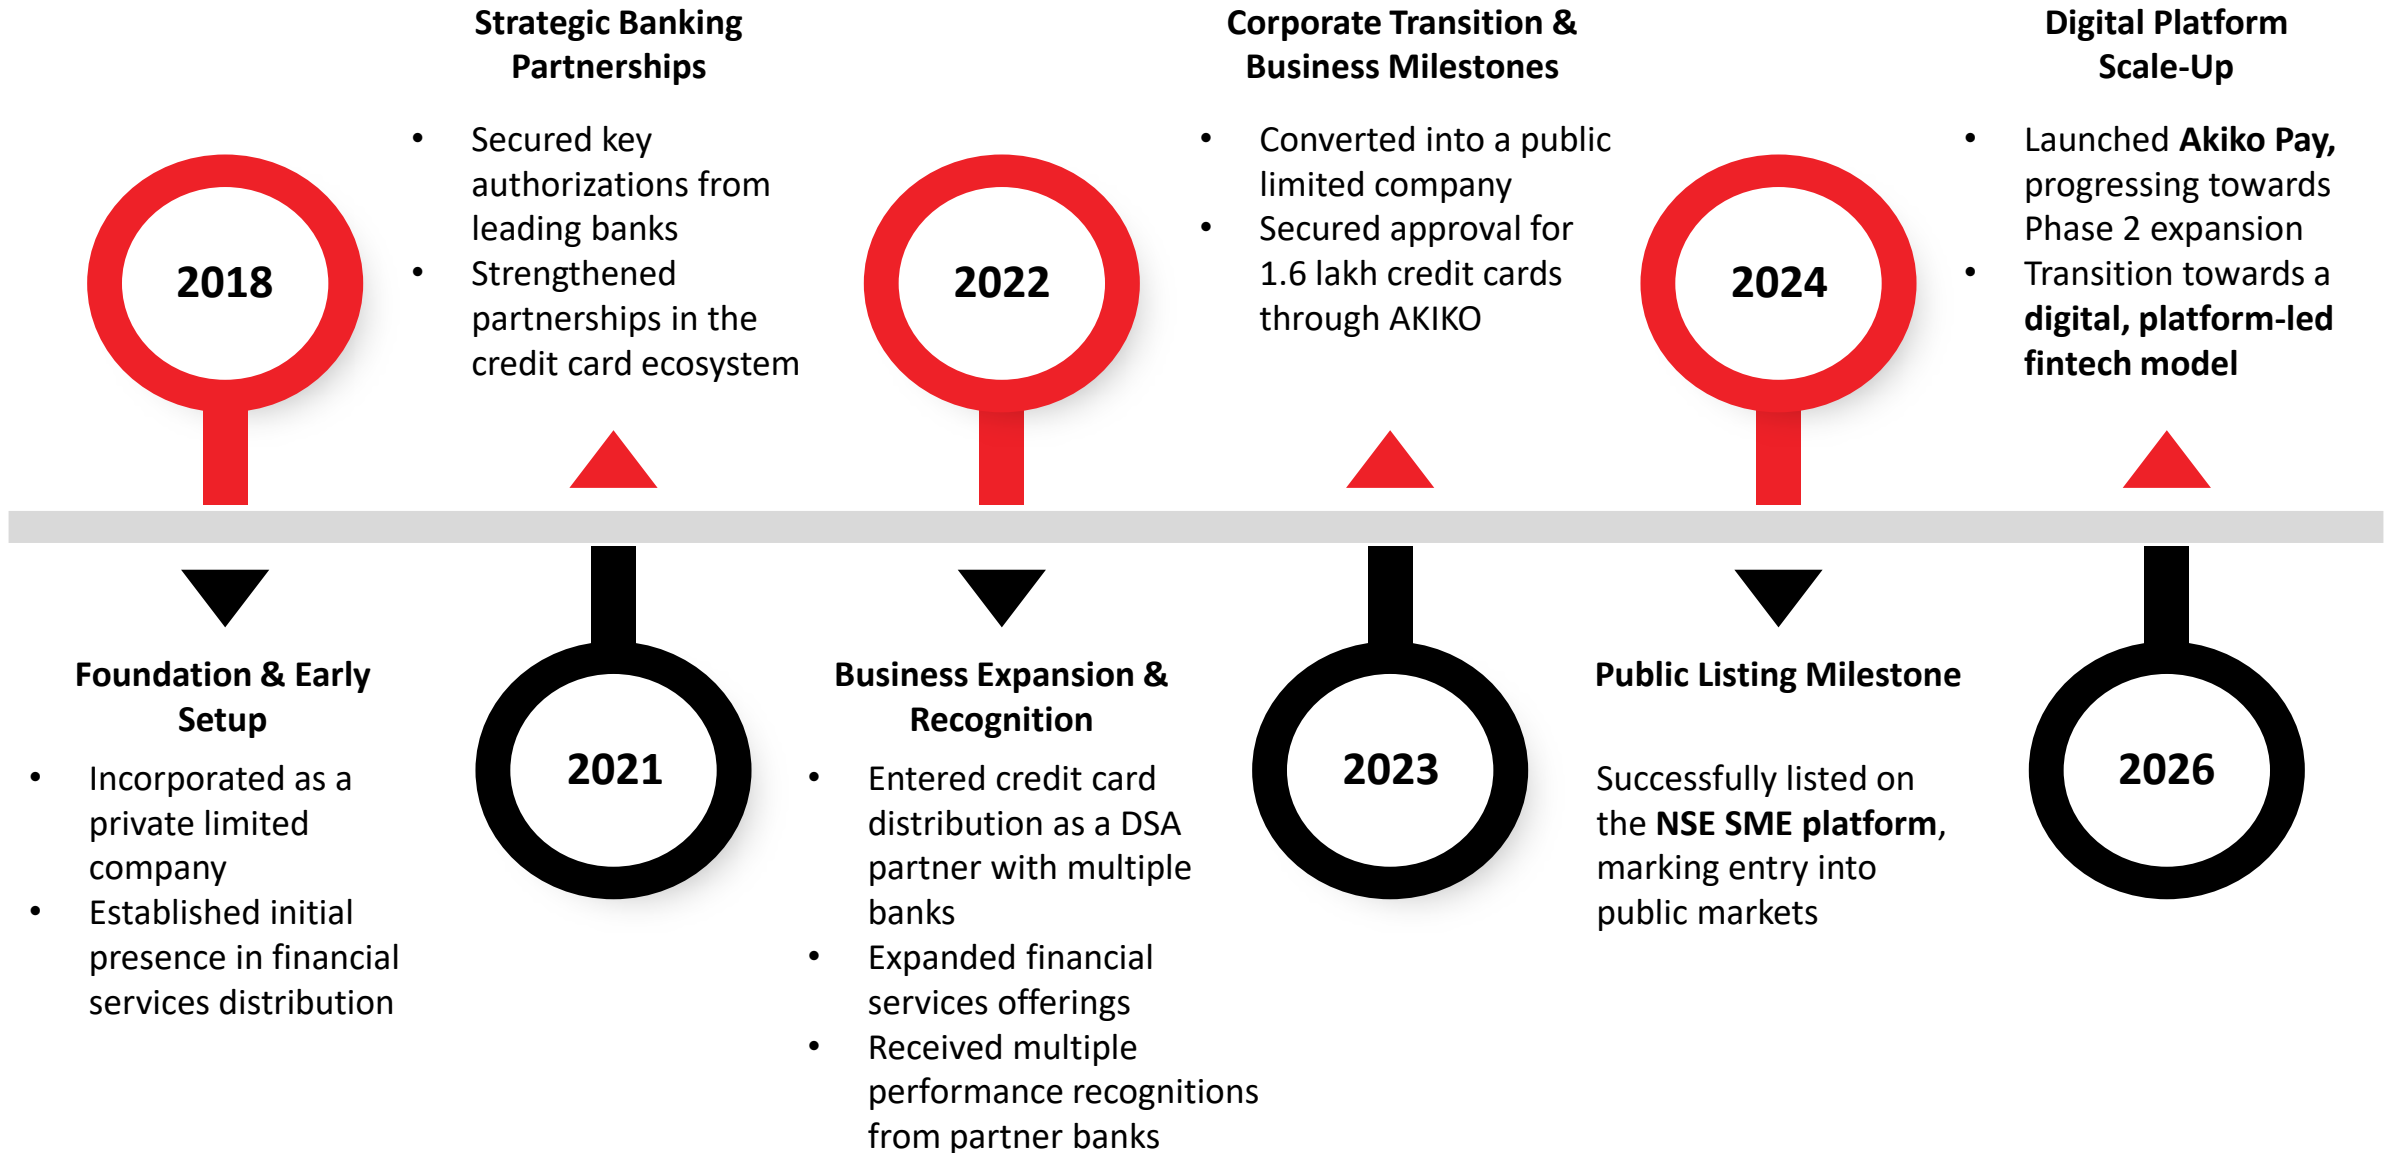 2018
Foundation & Early
Setup
• Incorporated as a
private limited
company
• Established initial
presence in financial
services distribution
Strategic Banking
Partnerships
• Secured key
authorizations from
leading banks
• Strengthened
partnerships in the
credit card ecosystem
2021
2022
Business Expansion &
Recognition
• Entered credit card
distribution as a DSA
partner with multiple
banks
• Expanded financial
services offerings
• Received multiple
performance recognitions
from partner banks
Corporate Transition &
Business Milestones
• Converted into a public
limited company
• Secured approval for
1.6 lakh credit cards
through AKIKO
2023
2024
Public Listing Milestone
Successfully listed on
the NSE SME platform,
marking entry into
public markets
Digital Platform
Scale-Up
• Launched Akiko Pay,
progressing towards
Phase 2 expansion
• Transition towards a
digital, platform-led
fintech model
2026